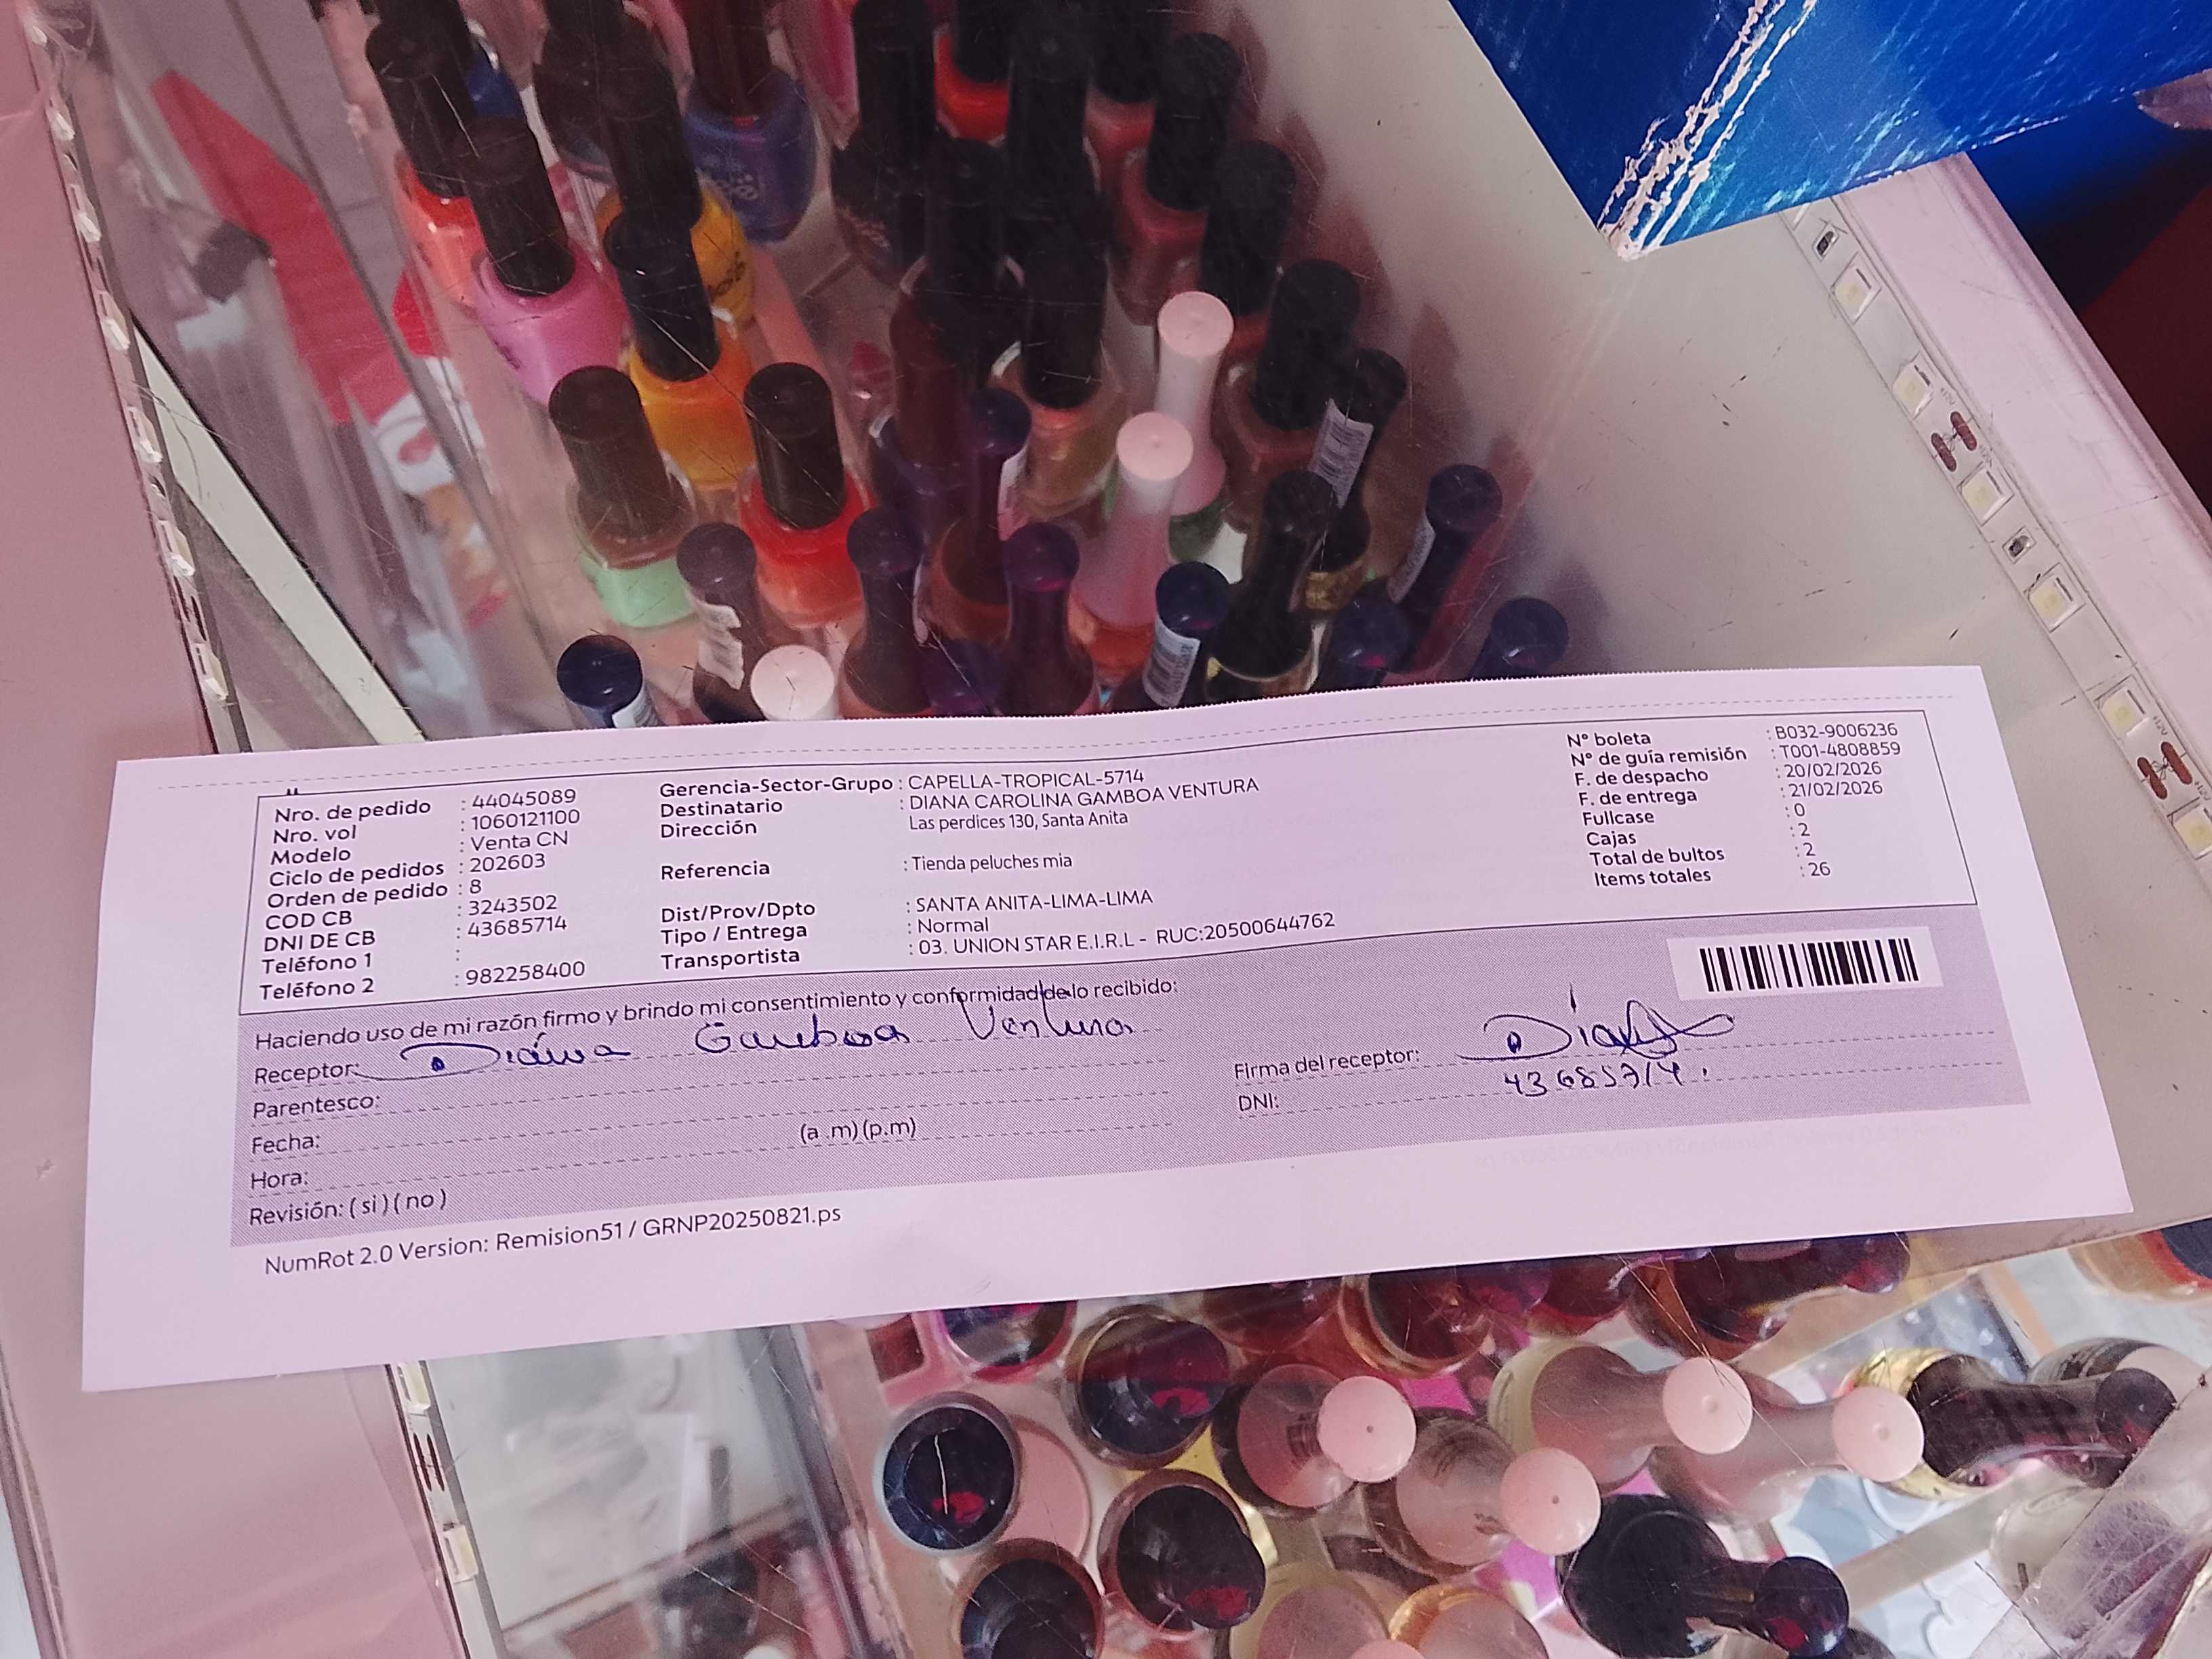 Nro. de pedido : 44045089
Nro. vol : 1060121100
Modelo : Venta CN
Ciclo de pedidos : 202603
Orden de pedido : 8
COD CB : 3243502
DNI DE CB : 43685714
Teléfono 1 :
Teléfono 2 : 982258400
Gerencia-Sector-Grupo : CAPELLA-TROPICAL-5714
Destinatario : DIANA CAROLINA GAMBOA VENTURA
Dirección Las perdices 130, Santa Anita
Referencia : Tienda peluches mia
Dist/Prov/Dpto : SANTA ANITA-LIMA-LIMA
Tipo / Entrega : Normal
Transportista : 03. UNION STAR E.I.R.L - RUC:20500644762
N° boleta : B032-9006236
N° de guía remisión : T001-4808859
F. de despacho : 20/02/2026
F. de entrega : 21/02/2026
Fullcase : 0
Cajas : 2
Total de bultos : 2
Items totales : 26
Haciendo uso de mi razón firmo y brindo mi consentimiento y conformidad de lo recibido:
Receptor: Diana Gamboa Ventura
Parentesco:
Fecha:
Hora: (a .m) (p.m)
Revisión: ( si ) ( no )
Firma del receptor: Diana
DNI: 43685714.
NumRot 2.0 Version: Remision51 / GRNP20250821.ps